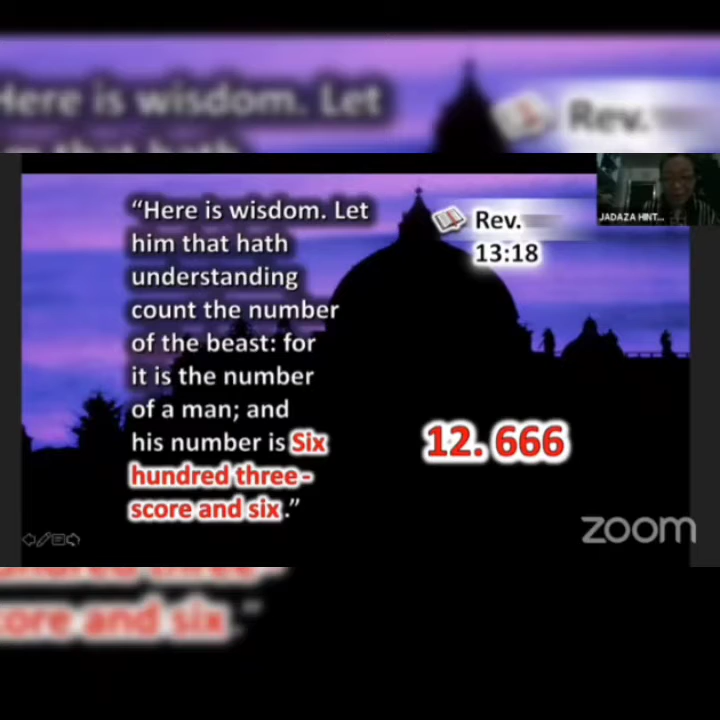 Here is wisdom. Let
Rev.
“Here is wisdom. Let
him that hath
understanding
count the number
of the beast: for
it is the number
of a man; and
his number is Six
hundred three-
score and six.”
Rev.
13:18
12. 666
JADAZA HINT...
zoom
score and six.”